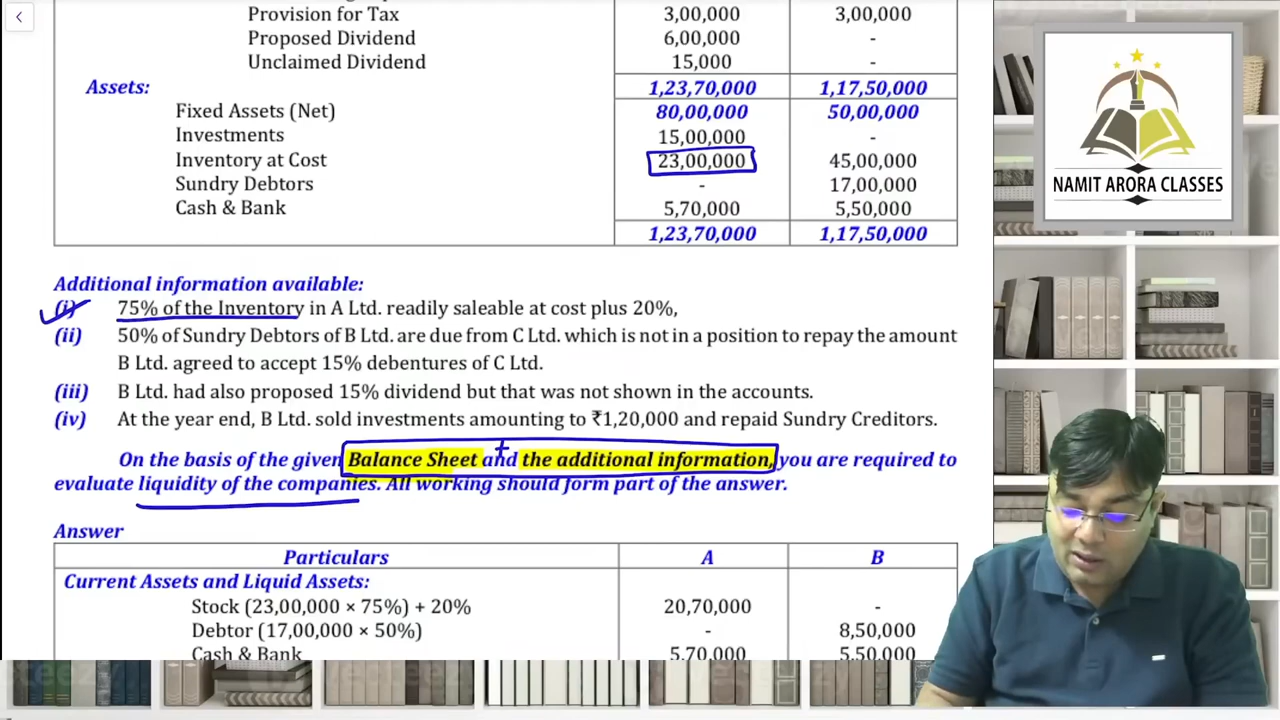 Provision for Tax 3,00,000 3,00,000
Proposed Dividend 6,00,000 -
Unclaimed Dividend 15,000 -
Assets: 1,23,70,000 1,17,50,000
Fixed Assets (Net) 80,00,000 50,00,000
Investments 15,00,000 -
Inventory at Cost 23,00,000 45,00,000
Sundry Debtors - 17,00,000
Cash & Bank 5,70,000 5,50,000
1,23,70,000 1,17,50,000
NAMIT ARORA CLASSES
Additional information available:
(i) 75% of the Inventory in A Ltd. readily saleable at cost plus 20%,
(ii) 50% of Sundry Debtors of B Ltd. are due from C Ltd. which is not in a position to repay the amount
B Ltd. agreed to accept 15% debentures of C Ltd.
(iii) B Ltd. had also proposed 15% dividend but that was not shown in the accounts.
(iv) At the year end, B Ltd. sold investments amounting to ₹1,20,000 and repaid Sundry Creditors.
On the basis of the given Balance Sheet and the additional information, you are required to
evaluate liquidity of the companies. All working should form part of the answer.
Answer
Particulars A B
Current Assets and Liquid Assets:
Stock (23,00,000 × 75%) + 20% 20,70,000 -
Debtor (17,00,000 × 50%) - 8,50,000
Cash & Bank 5,70,000 5,50,000